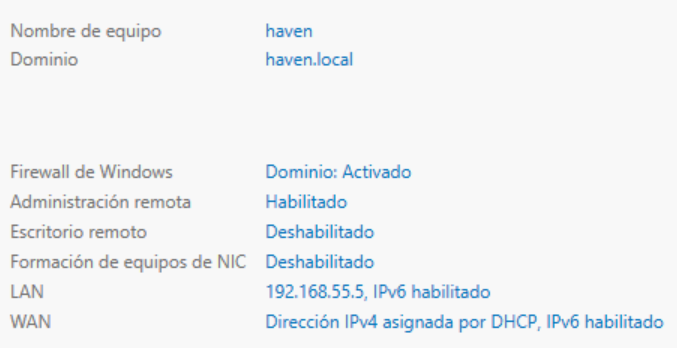 Nombre de equipo haven
Dominio haven.local
Firewall de Windows Dominio: Activado
Administración remota Habilitado
Escritorio remoto Deshabilitado
Formación de equipos de NIC Deshabilitado
LAN 192.168.55.5, IPv6 habilitado
WAN Dirección IPv4 asignada por DHCP, IPv6 habilitado